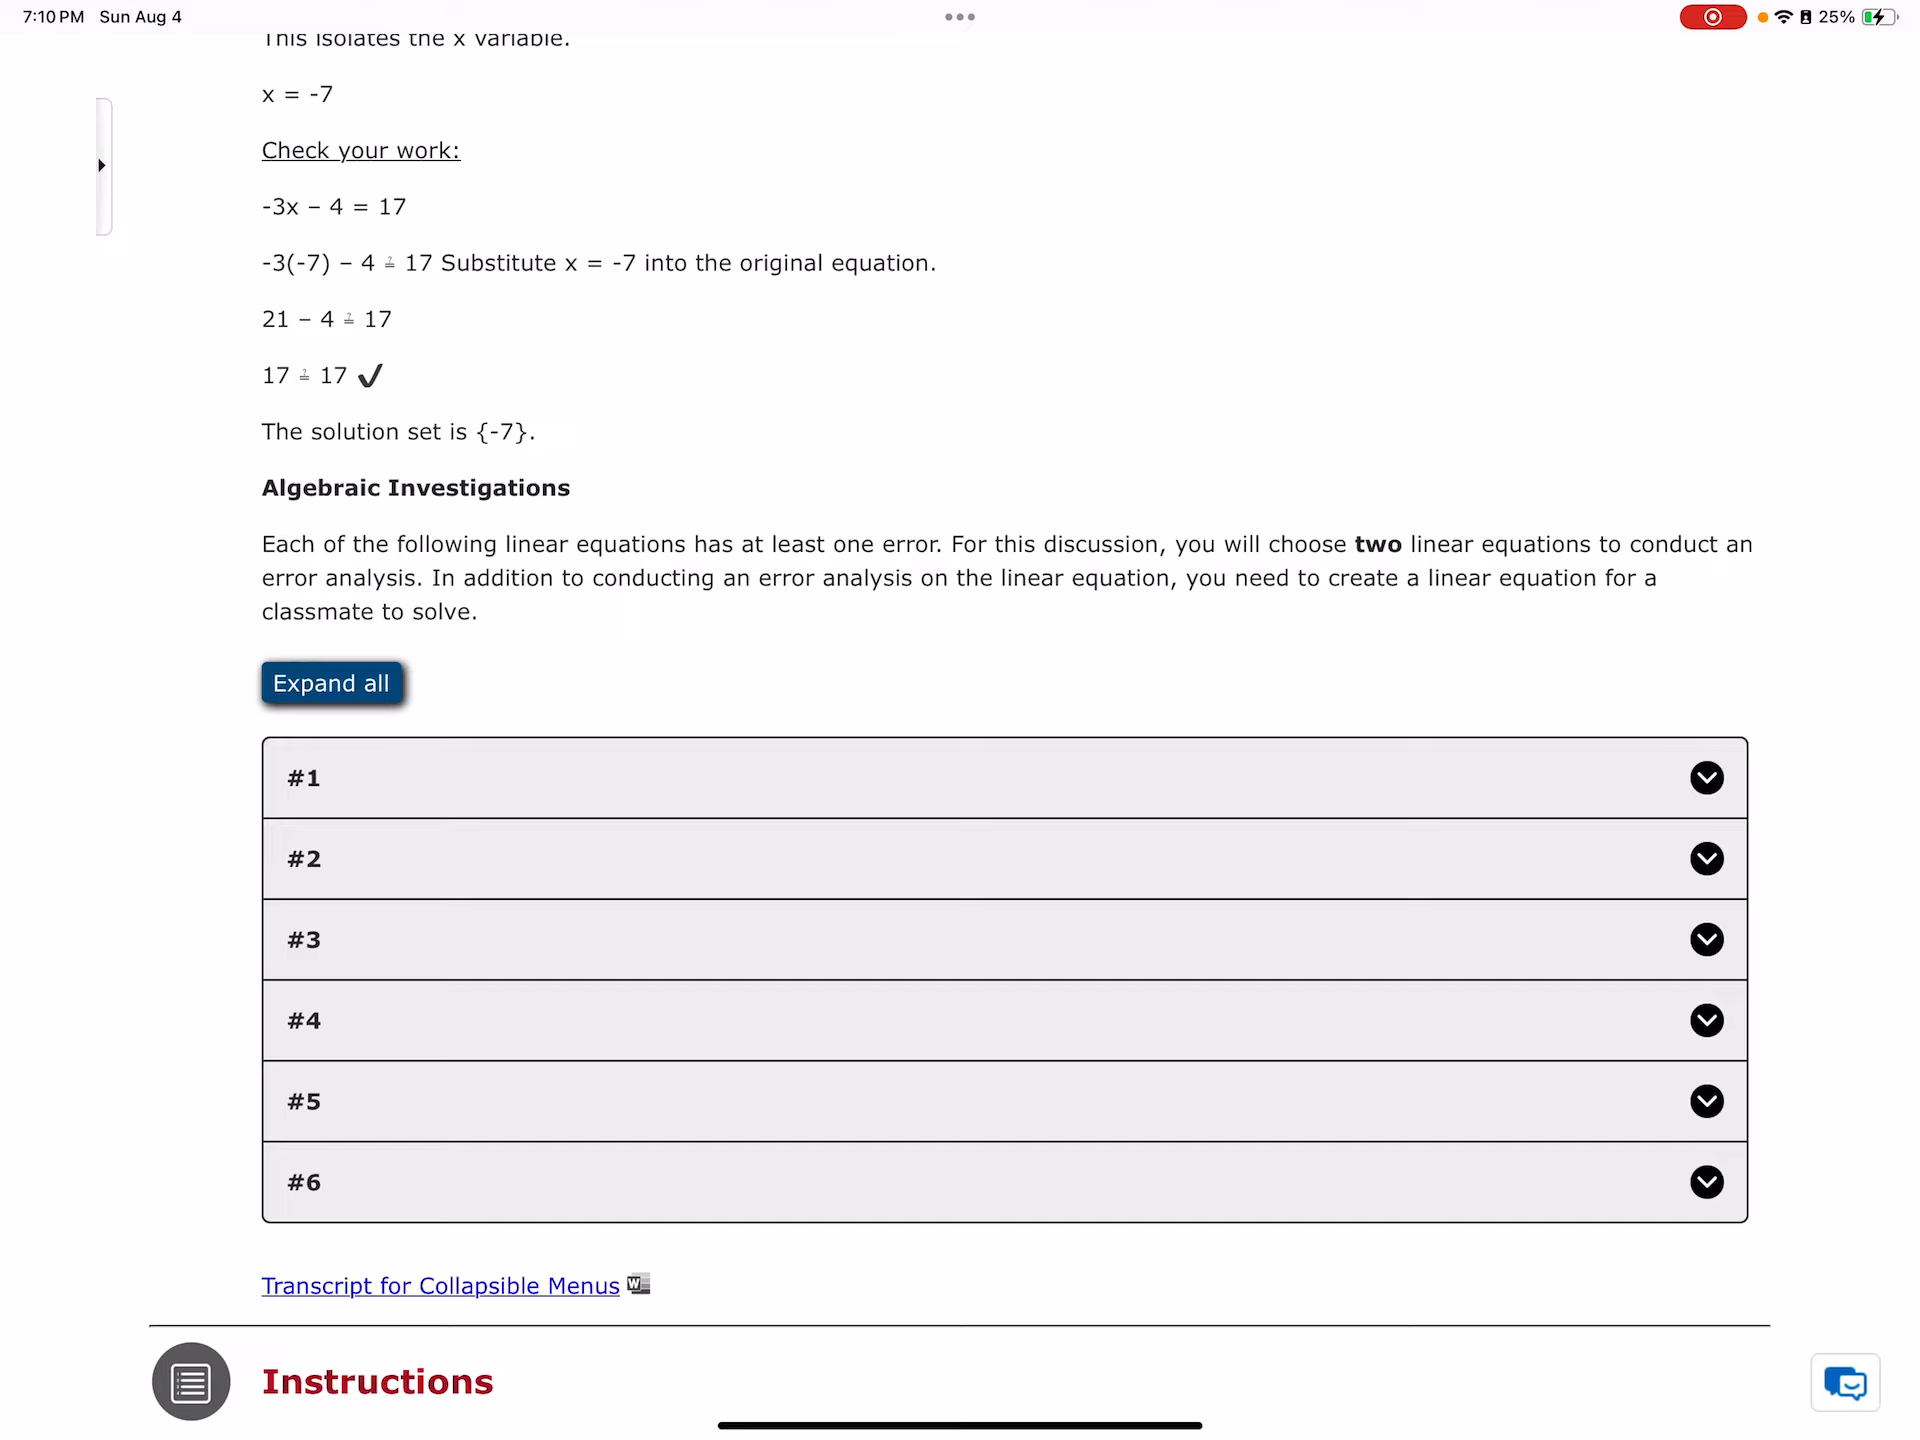 7:10 PM Sun Aug 4
25%
This isolates the x variable.
x = -7
Check your work:
-3x – 4 = 17
-3(-7) – 4 ≟ 17 Substitute x = -7 into the original equation.
21 – 4 ≟ 17
17 ≟ 17 ✔
The solution set is {-7}.
Algebraic Investigations
Each of the following linear equations has at least one error. For this discussion, you will choose two linear equations to conduct an
error analysis. In addition to conducting an error analysis on the linear equation, you need to create a linear equation for a
classmate to solve.
Expand all
#1
#2
#3
#4
#5
#6
Transcript for Collapsible Menus
Instructions